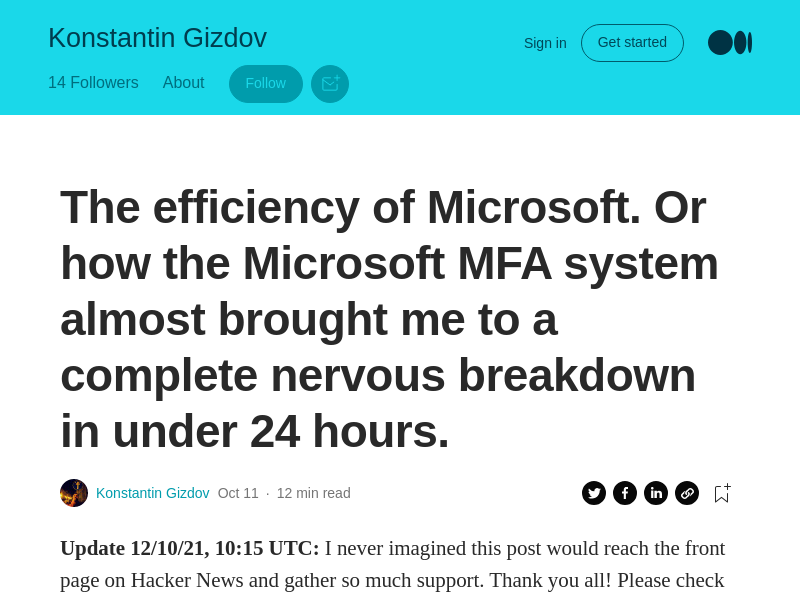 Konstantin Gizdov
Sign in
Get started
14 Followers
About
Follow
The efficiency of Microsoft. Or
how the Microsoft MFA system
almost brought me to a
complete nervous breakdown
in under 24 hours.
Konstantin Gizdov Oct 11 · 12 min read
Update 12/10/21, 10:15 UTC: I never imagined this post would reach the front
page on Hacker News and gather so much support. Thank you all! Please check